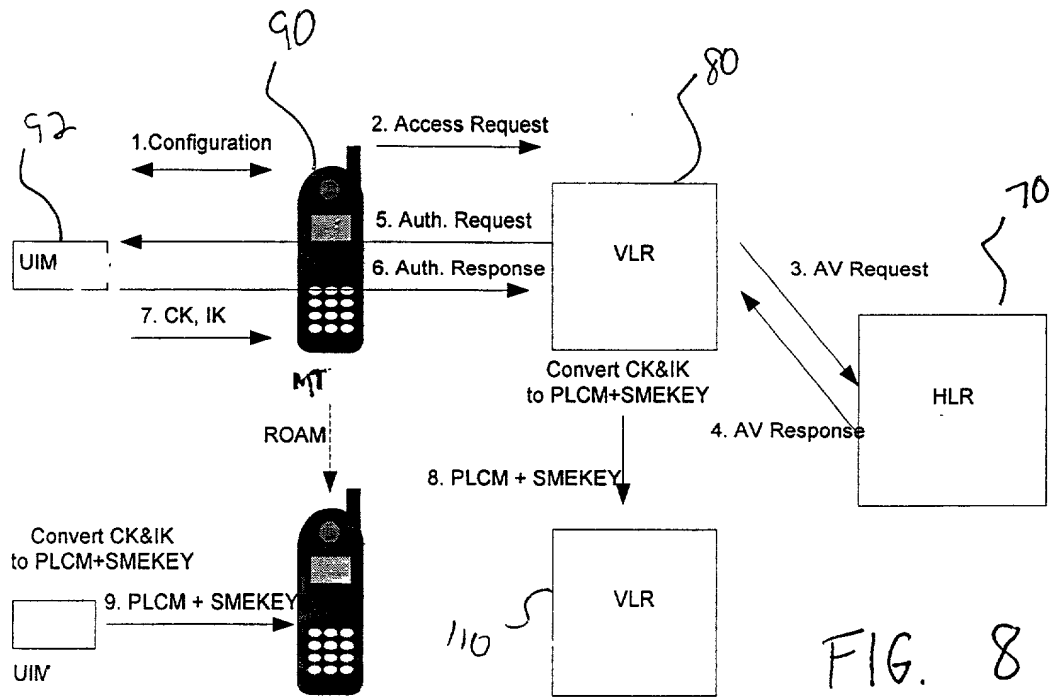 90
80
92
1.Configuration
2. Access Request
70
5. Auth. Request
UIM
VLR
3. AV Request
6. Auth. Response
7. CK, IK
MT
Convert CK&IK
to PLCM+SMEKEY
HLR
4. AV Response
ROAM
8. PLCM + SMEKEY
Convert CK&IK
to PLCM+SMEKEY
9. PLCM + SMEKEY
VLR
110
UIM
FIG. 8